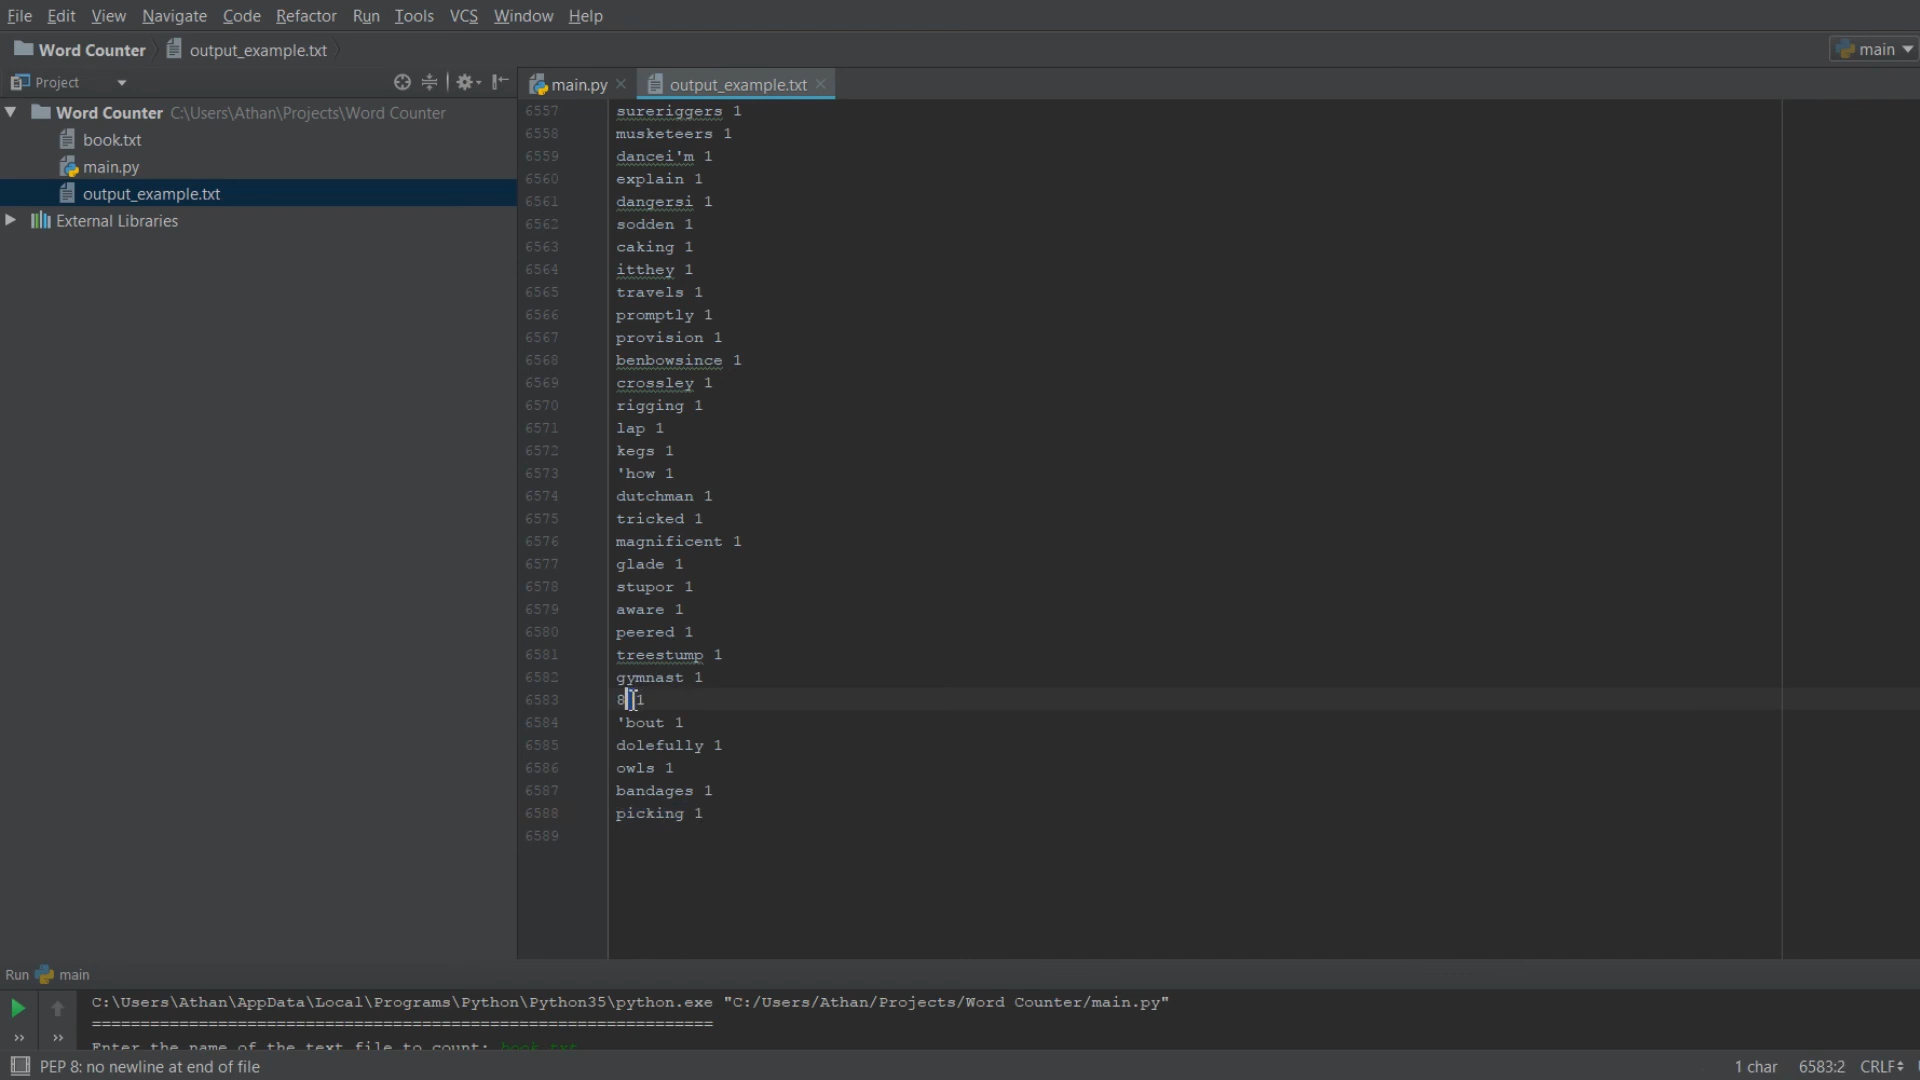 File Edit View Navigate Code Refactor Run Tools VCS Window Help
Word Counter output_example.txt main
Project
main.py output_example.txt
Word Counter C:\Users\Athan\Projects\Word Counter
book.txt
main.py
output_example.txt
External Libraries
6557 sureriggers 1
6558 musketeers 1
6559 dancei'm 1
6560 explain 1
6561 dangersi 1
6562 sodden 1
6563 caking 1
6564 itthey 1
6565 travels 1
6566 promptly 1
6567 provision 1
6568 benbowsince 1
6569 crossley 1
6570 rigging 1
6571 lap 1
6572 kegs 1
6573 'how 1
6574 dutchman 1
6575 tricked 1
6576 magnificent 1
6577 glade 1
6578 stupor 1
6579 aware 1
6580 peered 1
6581 treestump 1
6582 gymnast 1
6583 8 1
6584 'bout 1
6585 dolefully 1
6586 owls 1
6587 bandages 1
6588 picking 1
6589
Run main
C:\Users\Athan\AppData\Local\Programs\Python\Python35\python.exe "C:/Users/Athan/Projects/Word Counter/main.py"
================================================================
Enter the name of the text file to count: book.txt
PEP 8: no newline at end of file 1 char 6583:2 CRLF